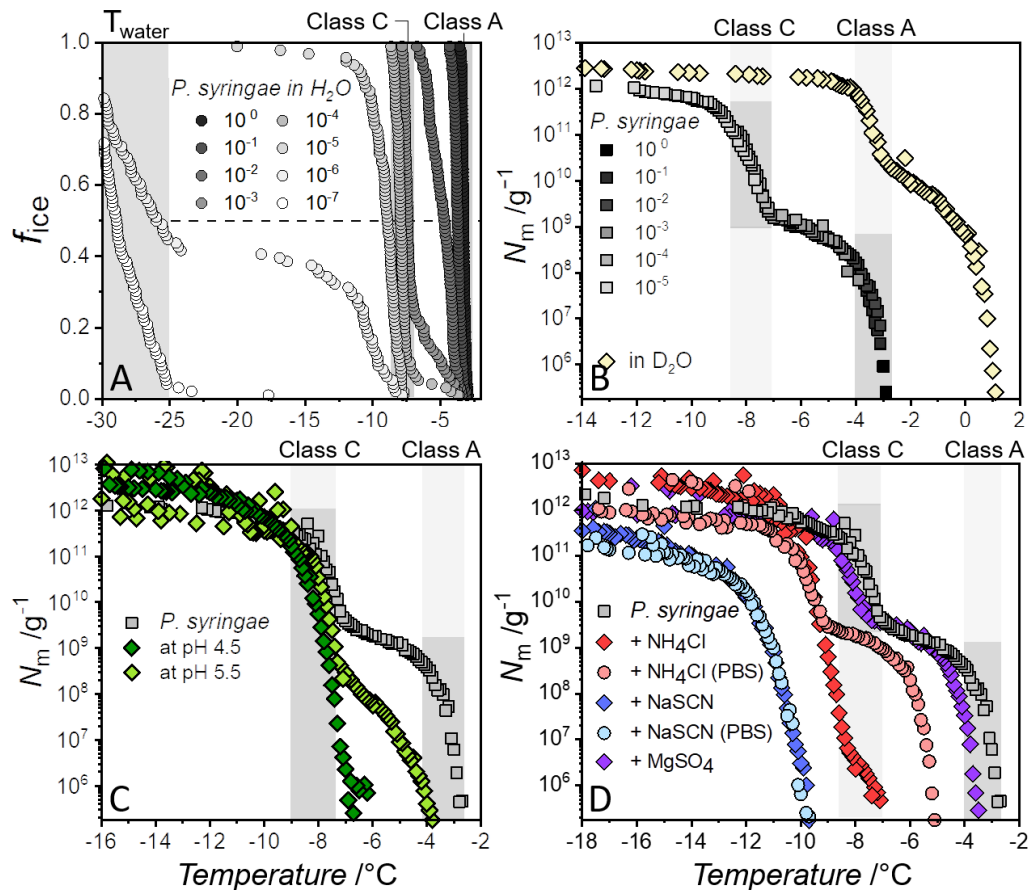 Class C Class A
T_water
P. syringae in H₂O
10⁰ 10⁻⁴
10⁻¹ 10⁻⁵
10⁻² 10⁻⁶
10⁻³ 10⁻⁷
f_ice
1.0
0.8
0.6
0.4
0.2
0.0
A
-30 -25 -20 -15 -10 -5
Class C Class A
B
N_m /g⁻¹
10¹³
10¹²
10¹¹
10¹⁰
10⁹
10⁸
10⁷
10⁶
P. syringae
10⁰
10⁻¹
10⁻²
10⁻³
10⁻⁴
10⁻⁵
in D₂O
-14 -12 -10 -8 -6 -4 -2 0 2
Class C Class A
N_m /g⁻¹
10¹³
10¹²
10¹¹
10¹⁰
10⁹
10⁸
10⁷
10⁶
P. syringae
at pH 4.5
at pH 5.5
C
-16 -14 -12 -10 -8 -6 -4 -2
Temperature /°C
Class C Class A
N_m /g⁻¹
10¹³
10¹²
10¹¹
10¹⁰
10⁹
10⁸
10⁷
10⁶
P. syringae
+ NH₄Cl
+ NH₄Cl (PBS)
+ NaSCN
+ NaSCN (PBS)
+ MgSO₄
D
-18 -16 -14 -12 -10 -8 -6 -4 -2
Temperature /°C